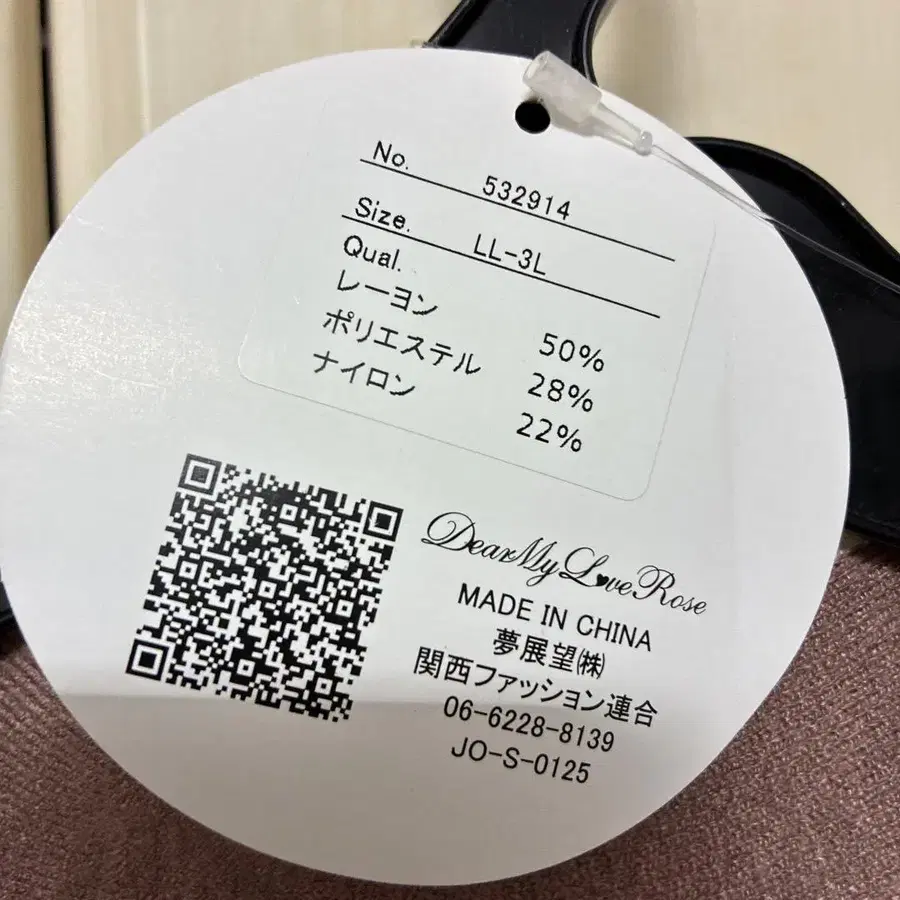 No. 532914
Size. LL-3L
Qual.
レーヨン 50%
ポリエステル 28%
ナイロン 22%
DearMyLoveRose
MADE IN CHINA
夢展望㈱
関西ファッション連合
06-6228-8139
JO-S-0125